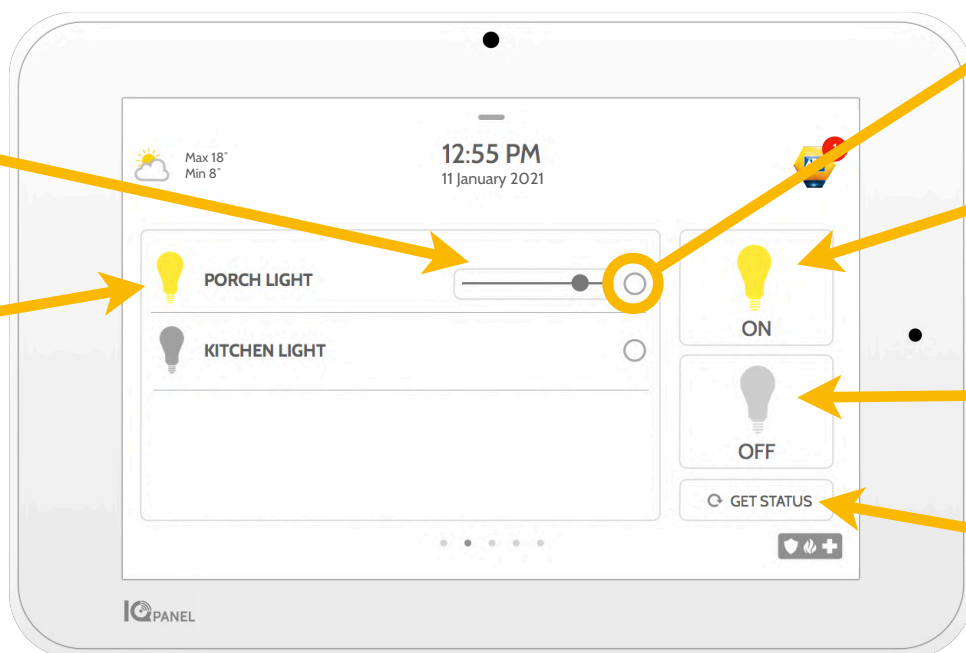 Max 18°
Min 8°
12:55 PM
11 January 2021
PORCH LIGHT
KITCHEN LIGHT
ON
OFF
GET STATUS
IQ PANEL